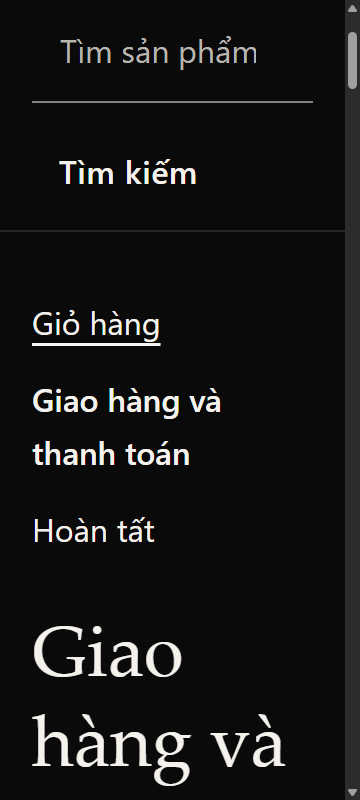 Tìm sản phẩm
Tìm kiếm
Giỏ hàng
Giao hàng và
thanh toán
Hoàn tất
Giao
hàng và